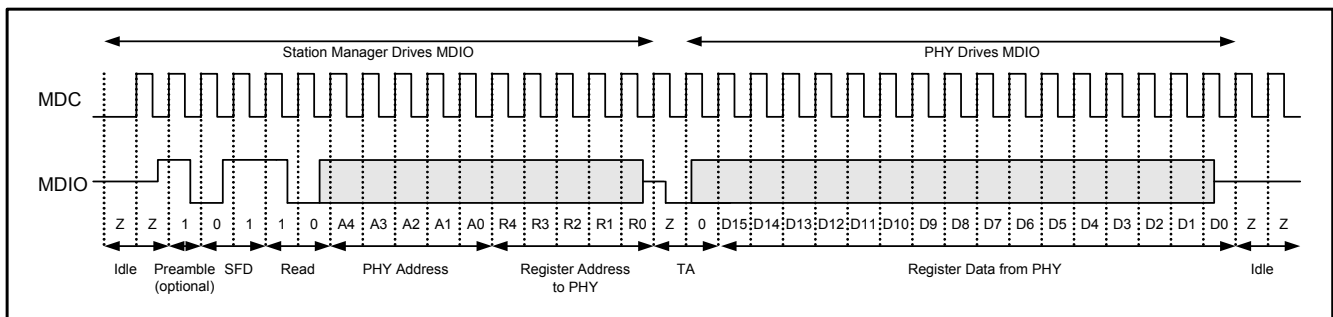 Station Manager Drives MDIO PHY Drives MDIO
MDC
MDIO
Z Z 1 0 1 1 0 A4 A3 A2 A1 A0 R4 R3 R2 R1 R0 Z 0 D15 D14 D13 D12 D11 D10 D9 D8 D7 D6 D5 D4 D3 D2 D1 D0 Z Z
Idle Preamble SFD Read PHY Address Register Address TA Register Data from PHY Idle
(optional) to PHY